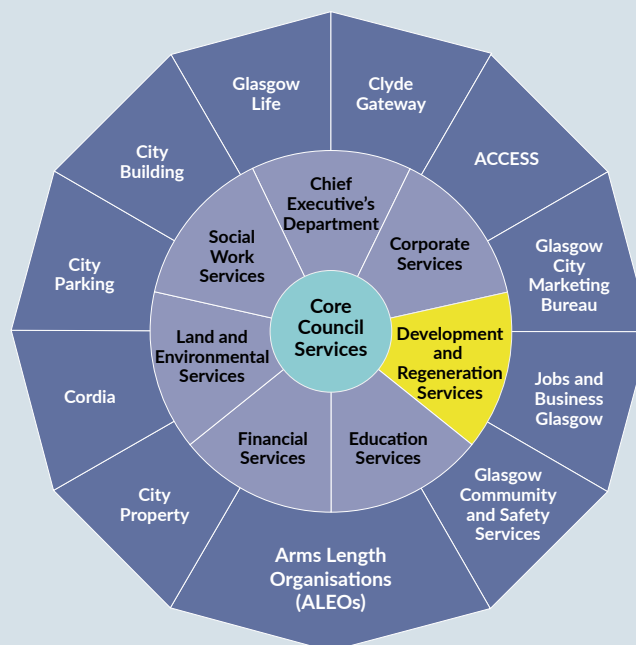 Glasgow
Life
Clyde
Gateway
ACCESS
Glasgow
City
Marketing
Bureau
Jobs and
Business
Glasgow
Glasgow
Commumity
and Safety
Services
Arms Length
Organisations
(ALEOs)
City
Property
Cordia
City
Parking
City
Building
Chief
Executive's
Department
Corporate
Services
Development
and
Regeneration
Services
Education
Services
Financial
Services
Land and
Environmental
Services
Social
Work
Services
Core
Council
Services